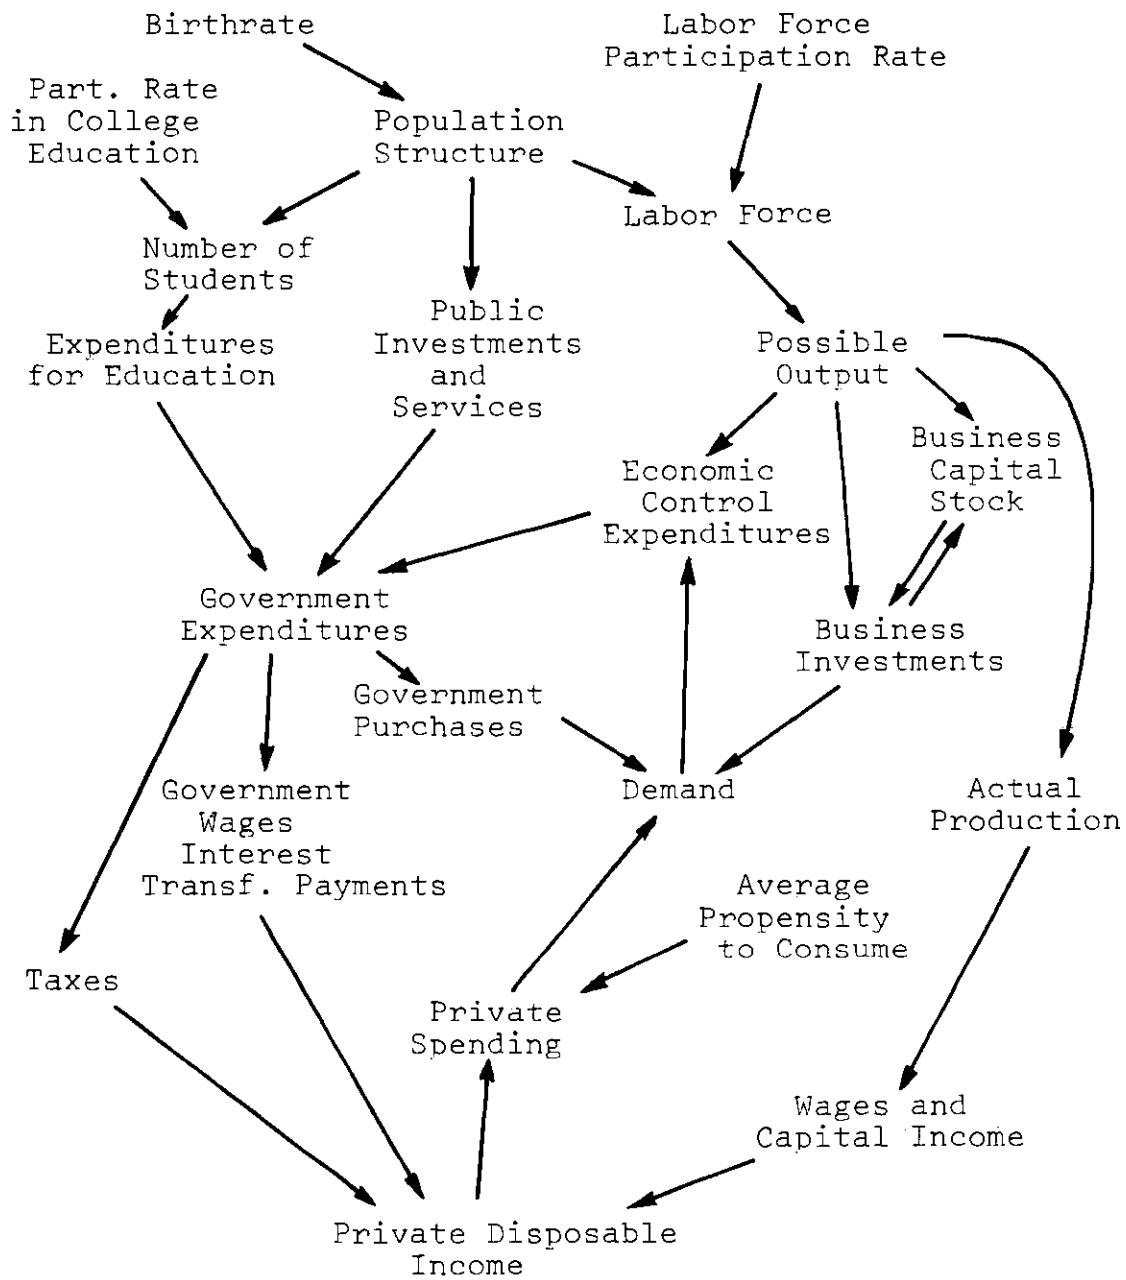 Birthrate
Labor Force
Participation Rate
Part. Rate
in College
Education
Population
Structure
Labor Force
Number of
Students
Public
Investments
and
Services
Expenditures
for Education
Possible
Output
Business
Capital
Stock
Economic
Control
Expenditures
Government
Expenditures
Business
Investments
Government
Purchases
Government
Wages
Interest
Transf. Payments
Demand
Actual
Production
Average
Propensity
to Consume
Taxes
Private
Spending
Wages and
Capital Income
Private Disposable
Income